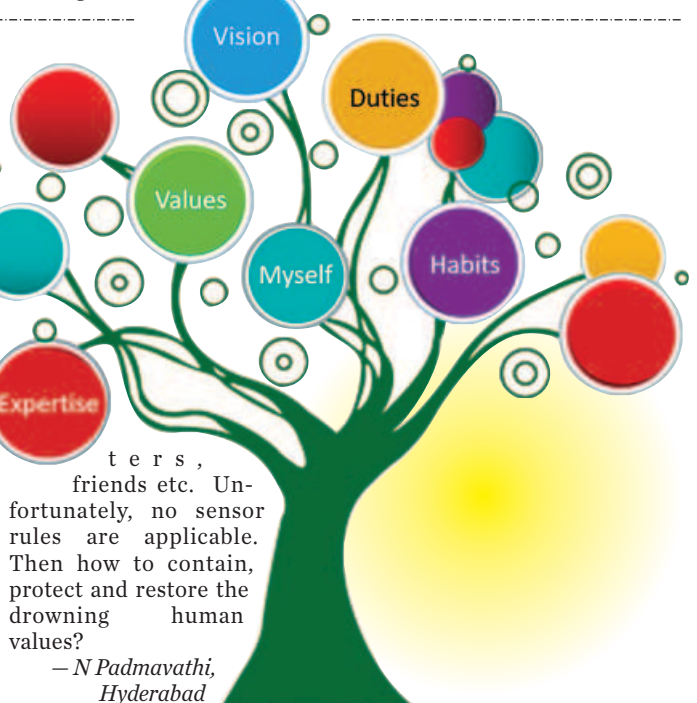 Vision
Duties
Values
Myself
Habits
Expertise
ters,
friends etc. Un-
fortunately, no sensor
rules are applicable.
Then how to contain,
protect and restore the
drowning human
values?
— N Padmavathi,
Hyderabad